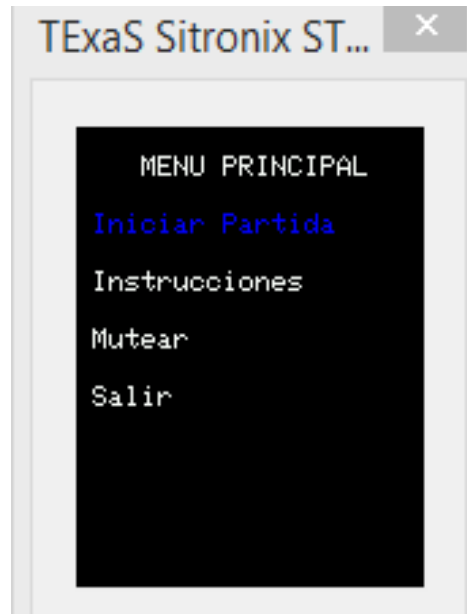 TExaS Sitronix ST...
MENU PRINCIPAL
Iniciar Partida
Instrucciones
Mutear
Salir